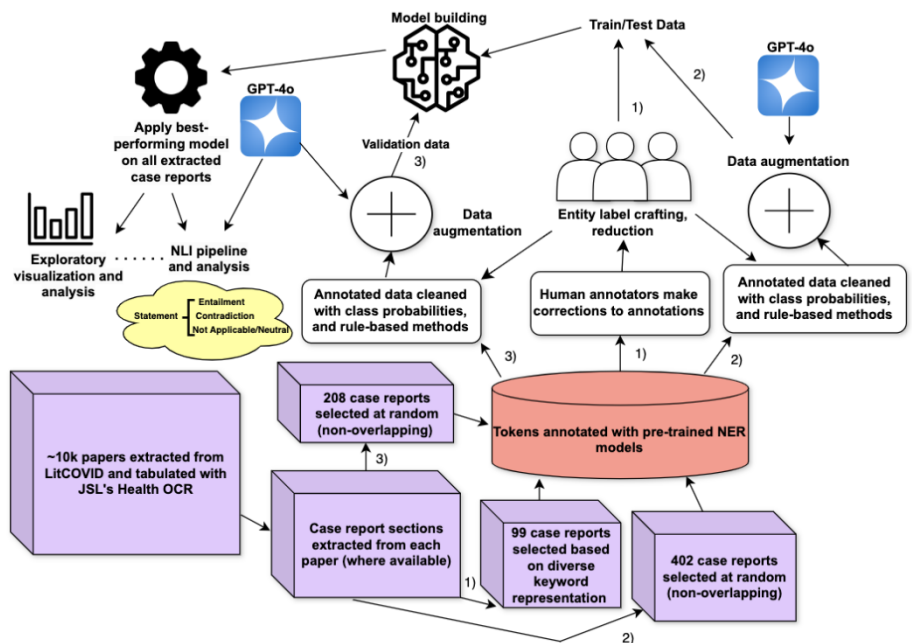 Model building
Train/Test Data
GPT-4o
2)
GPT-4o
1)
Apply best-
performing model
on all extracted
case reports
Validation data
3)
Data augmentation
Data
augmentation
Entity label crafting,
reduction
Exploratory
visualization and
analysis
NLI pipeline
and analysis
Statement
Entailment
Contradiction
Not Applicable/Neutral
Annotated data cleaned
with class probabilities,
and rule-based methods
Human annotators make
corrections to annotations
Annotated data cleaned
with class probabilities,
and rule-based methods
3)
1)
2)
208 case reports
selected at random
(non-overlapping)
Tokens annotated with pre-trained NER
models
~10k papers extracted from
LitCOVID and tabulated with
JSL's Health OCR
3)
Case report sections
extracted from each
paper (where available)
99 case reports
selected based
on diverse
keyword
representation
402 case reports
selected at random
(non-overlapping)
1)
2)